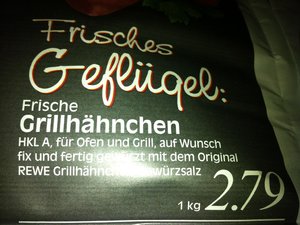 Frisches
Geflügel:
Frische
Grillhähnchen
HKL A, für Ofen und Grill, auf Wunsch
fix und fertig mit dem Original
REWE
1 kg 2.79